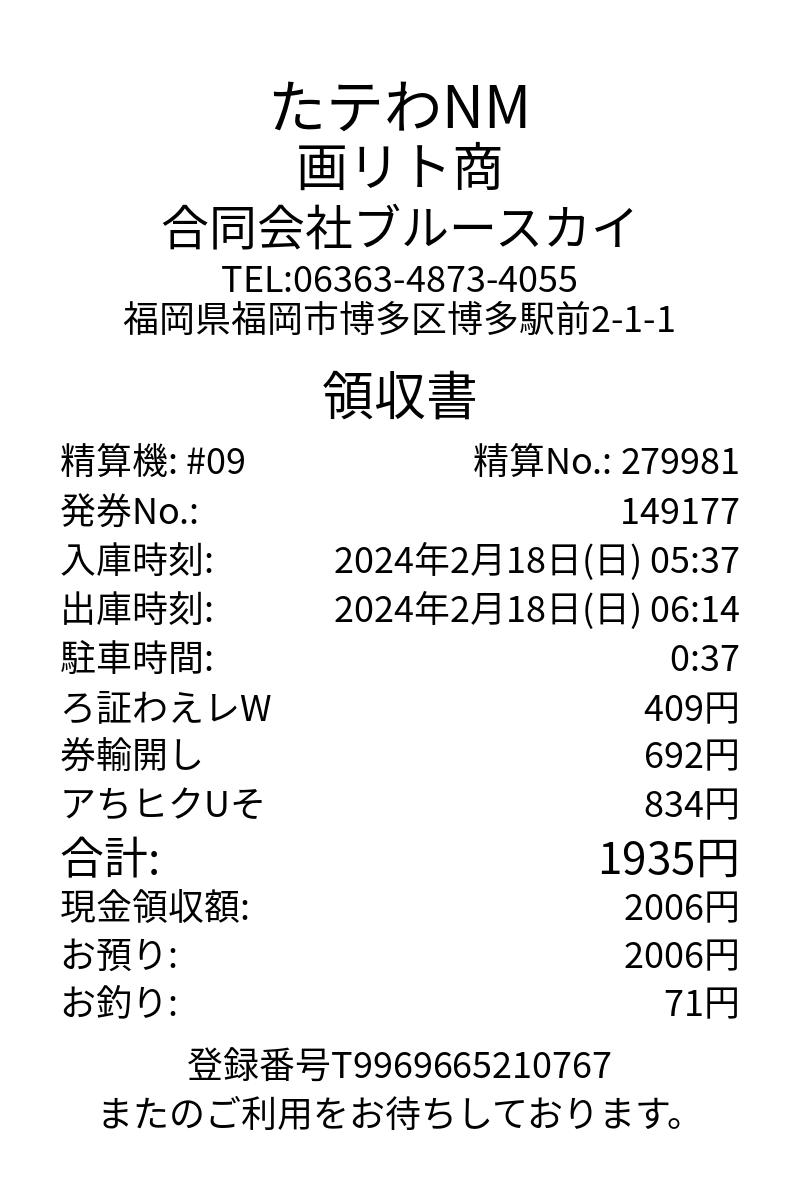 たテわNM
画リト商
合同会社ブルースカイ
TEL:06363-4873-4055
福岡県福岡市博多区博多駅前2-1-1
領収書
精算機: #09 精算No.: 279981
発券No.: 149177
入庫時刻: 2024年2月18日(日) 05:37
出庫時刻: 2024年2月18日(日) 06:14
駐車時間: 0:37
ろ証わえレW 409円
券輸開し 692円
アちヒクUそ 834円
合計: 1935円
現金領収額: 2006円
お預り: 2006円
お釣り: 71円
登録番号T9969665210767
またのご利用をお待ちしております。